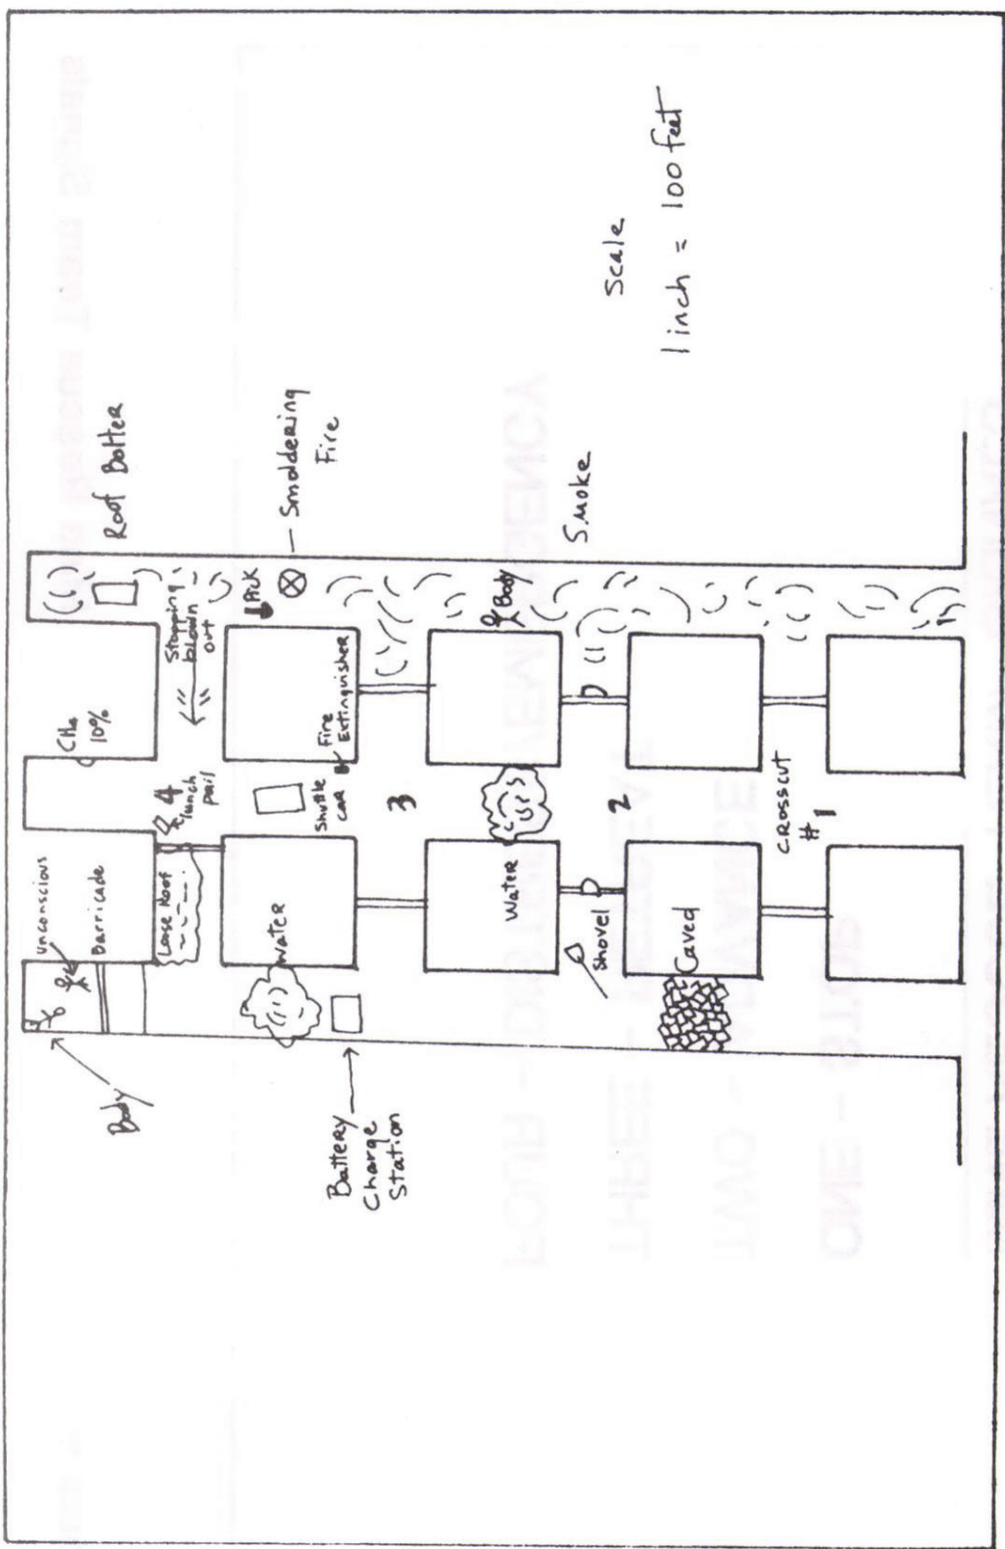 Unconscious
Barricade
Body
CH4
10%
Roof Bolter
4
lunch
pail
Loose Roof
Stopping
blown
out
Pick
Smoldering
Fire
Water
Shuttle
car
Fire
Extinguisher
Battery
Charge
Station
3
Body
Water
Smoke
Shovel
2
Caved
Crosscut
#1
Scale
1 inch = 100 feet